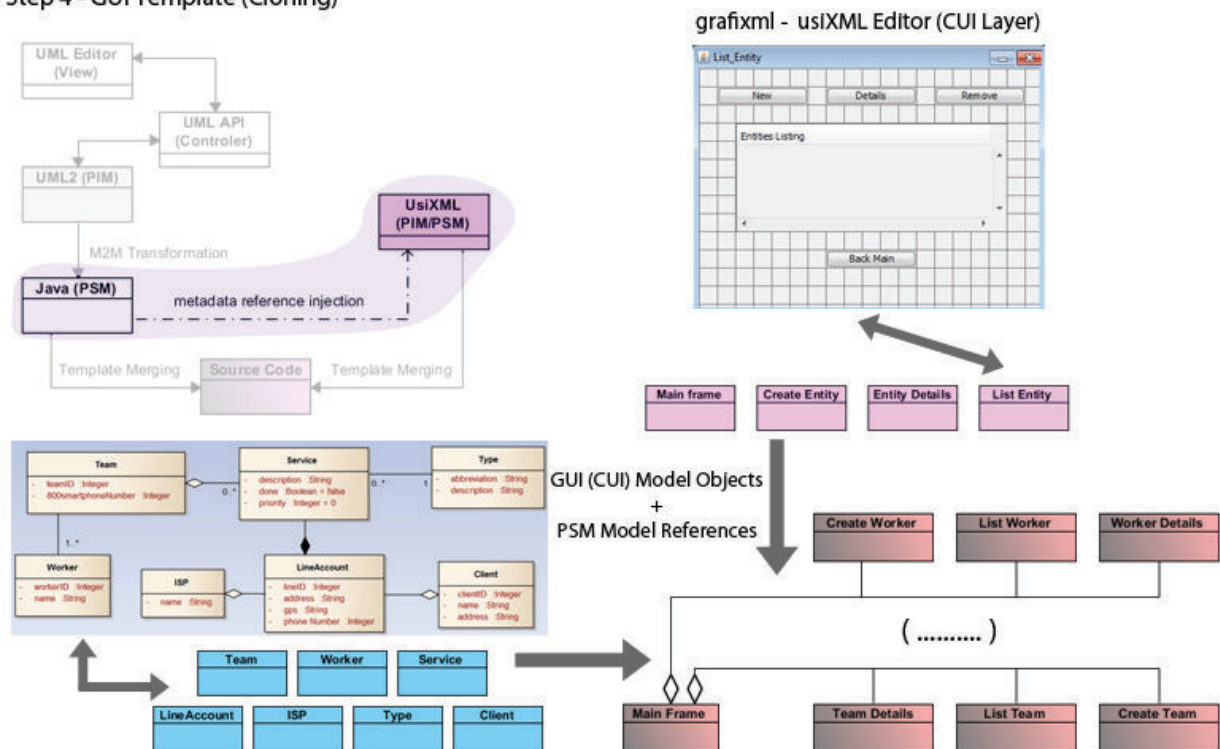 Step 4 - GUI Template (Cloning)
UML Editor
(View)
UML API
(Controler)
UML2 (PIM)
UsiXML
(PIM/PSM)
M2M Transformation
Java (PSM)
metadata reference injection
Template Merging
Source Code
Template Merging
grafixml - usiXML Editor (CUI Layer)
List_Entity
New
Details
Remove
Entities Listing
Back Main
Main frame
Create Entity
Entity Details
List Entity
GUI (CUI) Model Objects
+
PSM Model References
Team
- teamID :Integer
- 800smartphoneNumber :Integer
0..*
Service
- description :String
- done :Boolean = false
- priority :Integer = 0
0..*
1
Type
- abbreviation :String
- description :String
1..*
Worker
- workerID :Integer
- name :String
ISP
- name :String
LineAccount
- lineID :Integer
- address :String
- gps :String
- phone Number :Integer
Client
- clientID :Integer
- name :String
- address :String
Team
Worker
Service
LineAccount
ISP
Type
Client
Create Worker
List Worker
Worker Details
( .......... )
Main Frame
Team Details
List Team
Create Team